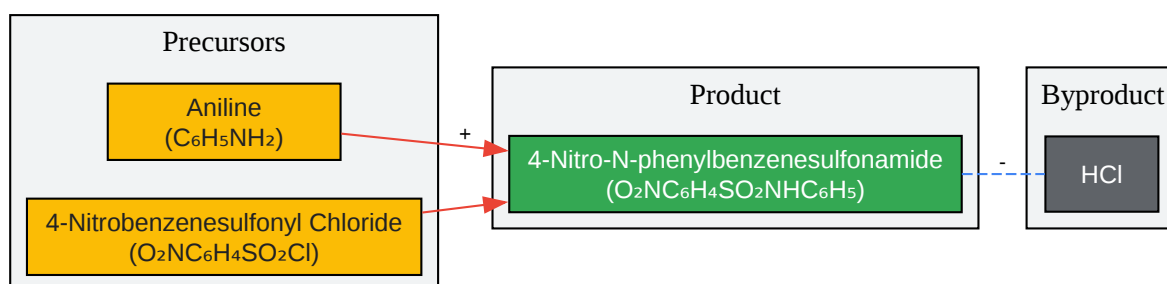 Precursors
Aniline
(C₆H₅NH₂)
4-Nitrobenzenesulfonyl Chloride
(O₂NC₆H₄SO₂Cl)
+
Product
4-Nitro-N-phenylbenzenesulfonamide
(O₂NC₆H₄SO₂NHC₆H₅)
-
Byproduct
HCl